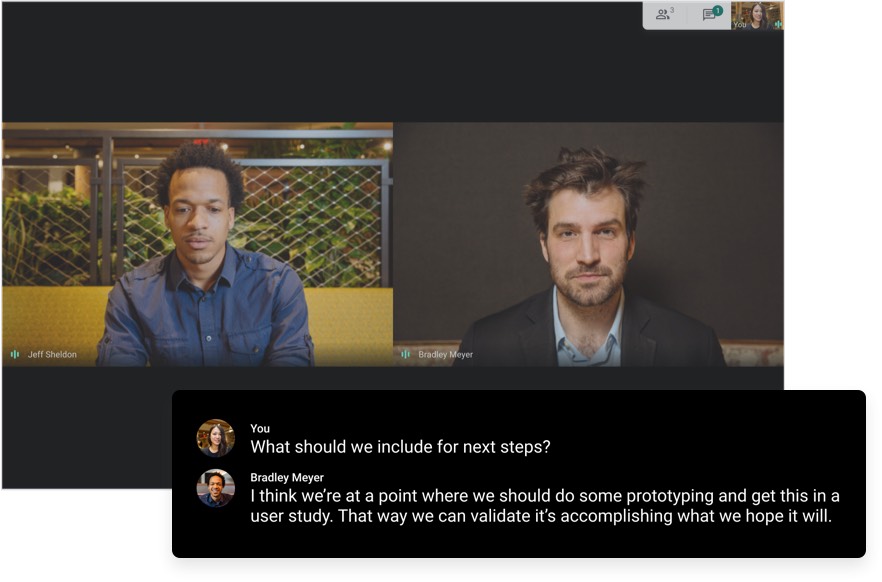 3
1
You
Jeff Sheldon
Bradley Meyer
You
What should we include for next steps?
Bradley Meyer
I think we’re at a point where we should do some prototyping and get this in a
user study. That way we can validate it’s accomplishing what we hope it will.